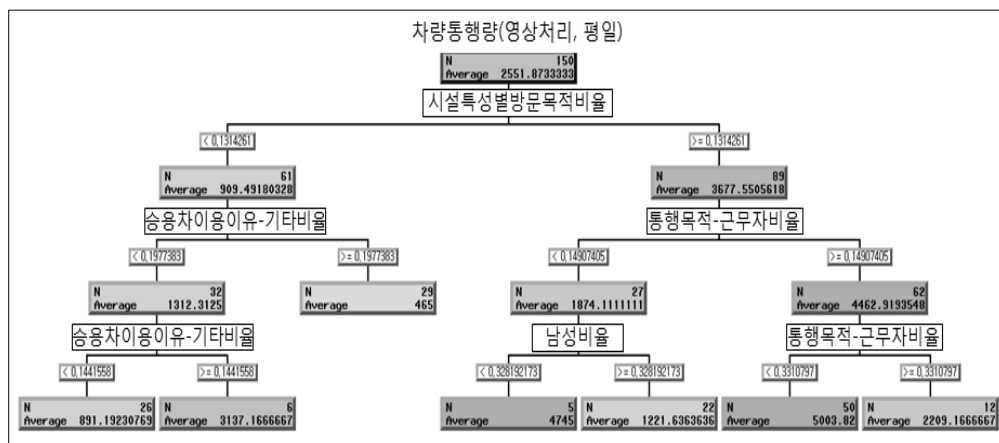 차량통행량(영상처리, 평일)
N 150
Average 2551.8733333
시설특성별방문목적비율
< 0,1314261 >= 0,1314261
N 61 N 89
Average 909.49180328 Average 3677.5505618
승용차이용이유-기타비율 통행목적-근무자비율
< 0,1977383 >= 0,1977383 < 0,14907405 >= 0,14907405
N 32 N 29 N 27 N 62
Average 1312.3125 Average 465 Average 1874.1111111 Average 4462.9193548
승용차이용이유-기타비율 남성비율 통행목적-근무자비율
< 0,1441558 >= 0,1441558 < 0,328192173 >= 0,328192173 < 0,3310797 >= 0,3310797
N 26 N 6 N 5 N 22 N 50 N 12
Average 891.19230769 Average 3137.1666667 Average 4745 Average 1221.6363636 Average 5003.82 Average 2209.1666667